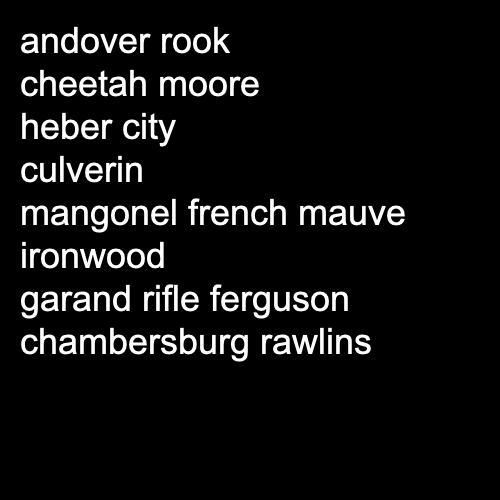 andover rook
cheetah moore
heber city
culverin
mangonel french mauve
ironwood
garand rifle ferguson
chambersburg rawlins